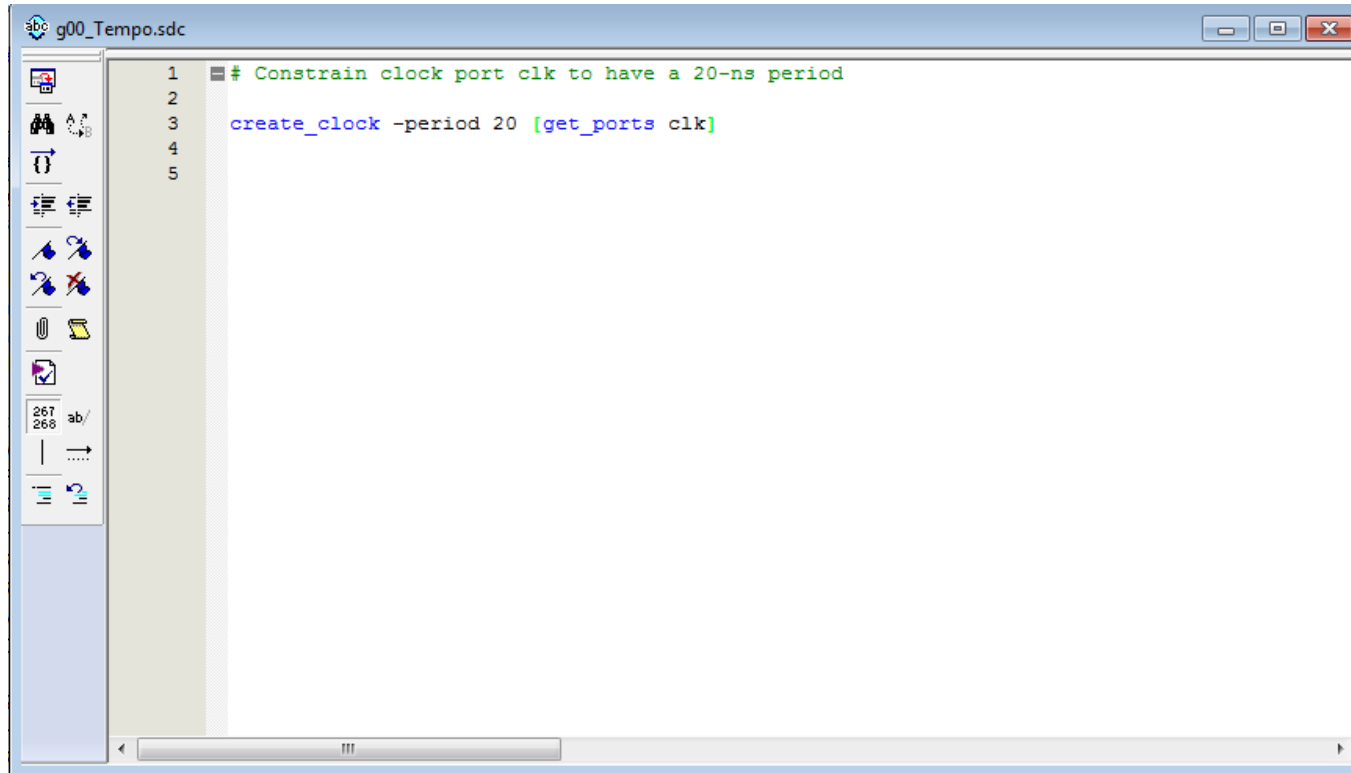 abc g00_Tempo.sdc
1 # Constrain clock port clk to have a 20-ns period
2
3 create_clock -period 20 [get_ports clk]
4
5
A
B
{}
267
268 ab/